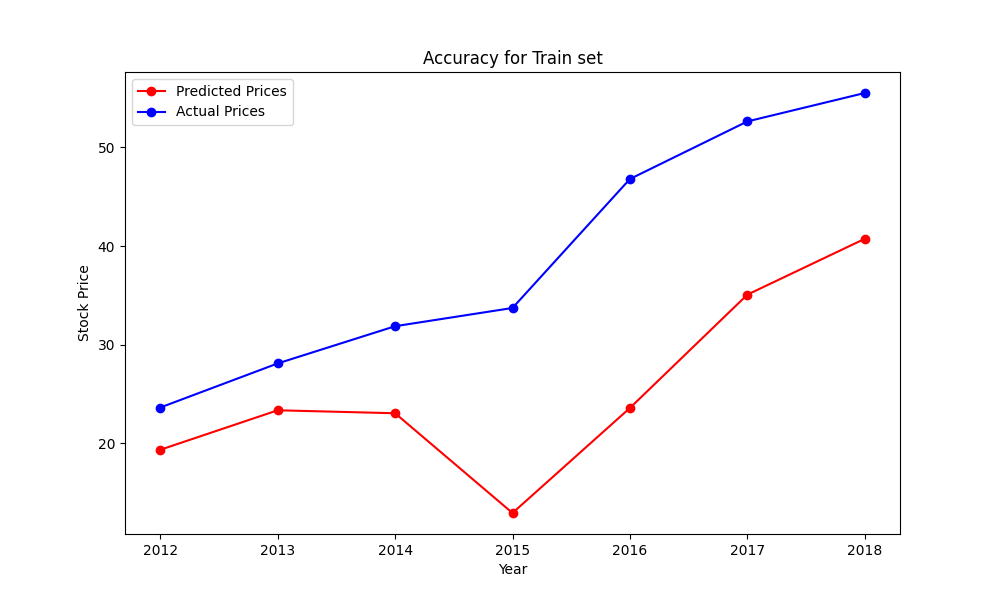 Accuracy for Train set
Predicted Prices
Actual Prices
50
40
30
20
Stock Price
2012 2013 2014 2015 2016 2017 2018
Year